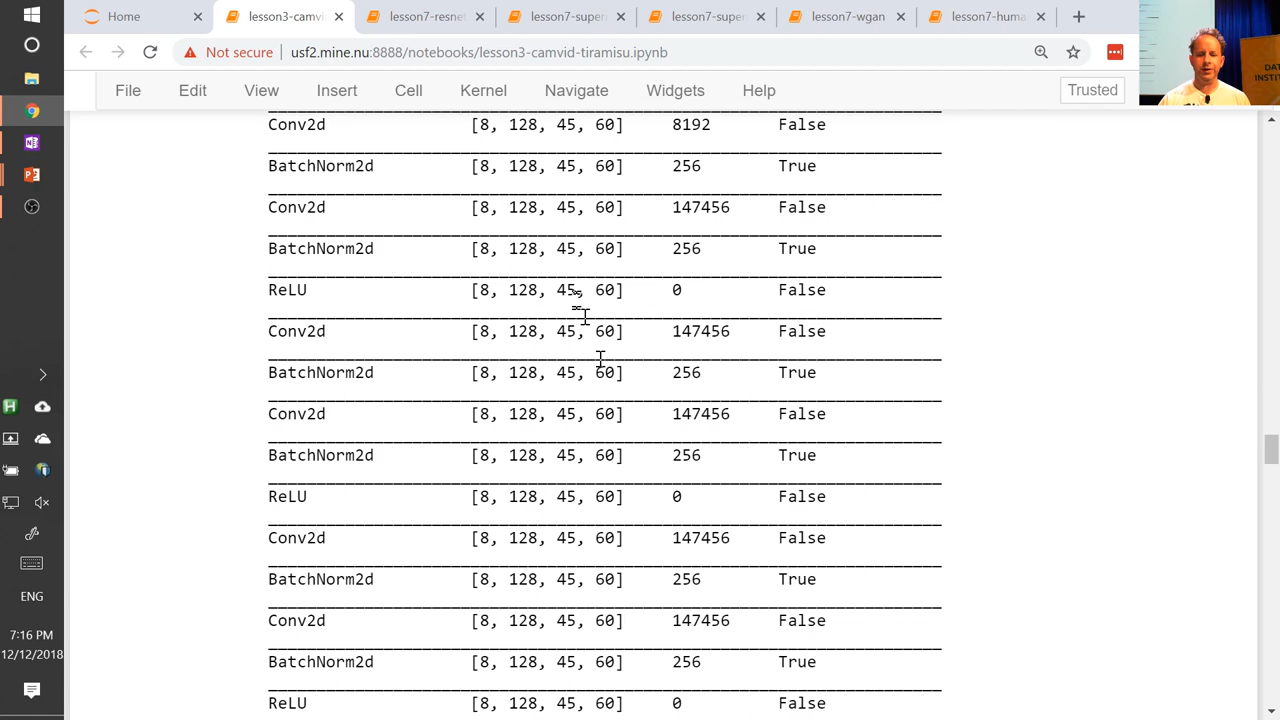 Home
lesson3-camvi
lesson7-resne
lesson7-super
lesson7-super
lesson7-wgan
lesson7-huma
Not secure usf2.mine.nu:8888/notebooks/lesson3-camvid-tiramisu.ipynb
File Edit View Insert Cell Kernel Navigate Widgets Help Trusted
DAT
INSTIT
Conv2d [8, 128, 45, 60] 8192 False
BatchNorm2d [8, 128, 45, 60] 256 True
Conv2d [8, 128, 45, 60] 147456 False
BatchNorm2d [8, 128, 45, 60] 256 True
ReLU [8, 128, 45, 60] 0 False
Conv2d [8, 128, 45, 60] 147456 False
BatchNorm2d [8, 128, 45, 60] 256 True
Conv2d [8, 128, 45, 60] 147456 False
BatchNorm2d [8, 128, 45, 60] 256 True
ReLU [8, 128, 45, 60] 0 False
Conv2d [8, 128, 45, 60] 147456 False
BatchNorm2d [8, 128, 45, 60] 256 True
Conv2d [8, 128, 45, 60] 147456 False
BatchNorm2d [8, 128, 45, 60] 256 True
ReLU [8, 128, 45, 60] 0 False
ENG
7:16 PM
12/12/2018